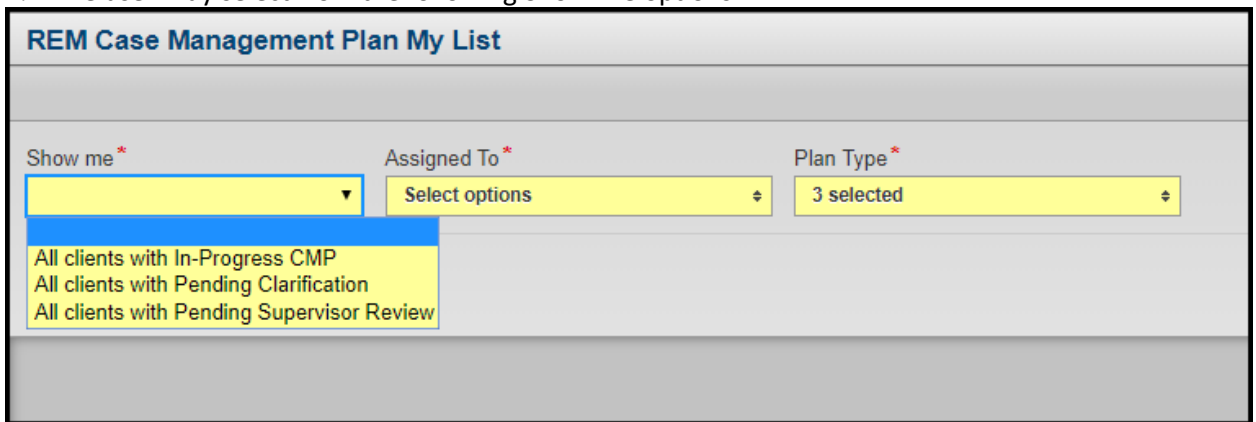 REM Case Management Plan My List
Show me* Assigned To* Plan Type*
Select options 3 selected
All clients with In-Progress CMP
All clients with Pending Clarification
All clients with Pending Supervisor Review